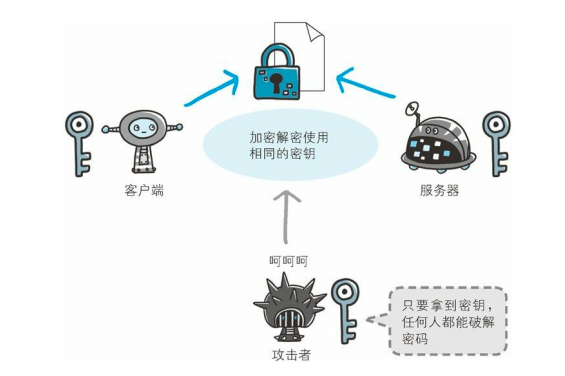 加密解密使用
相同的密钥
客户端
服务器
呵呵呵
只要拿到密钥，
任何人都能破解
密码
攻击者